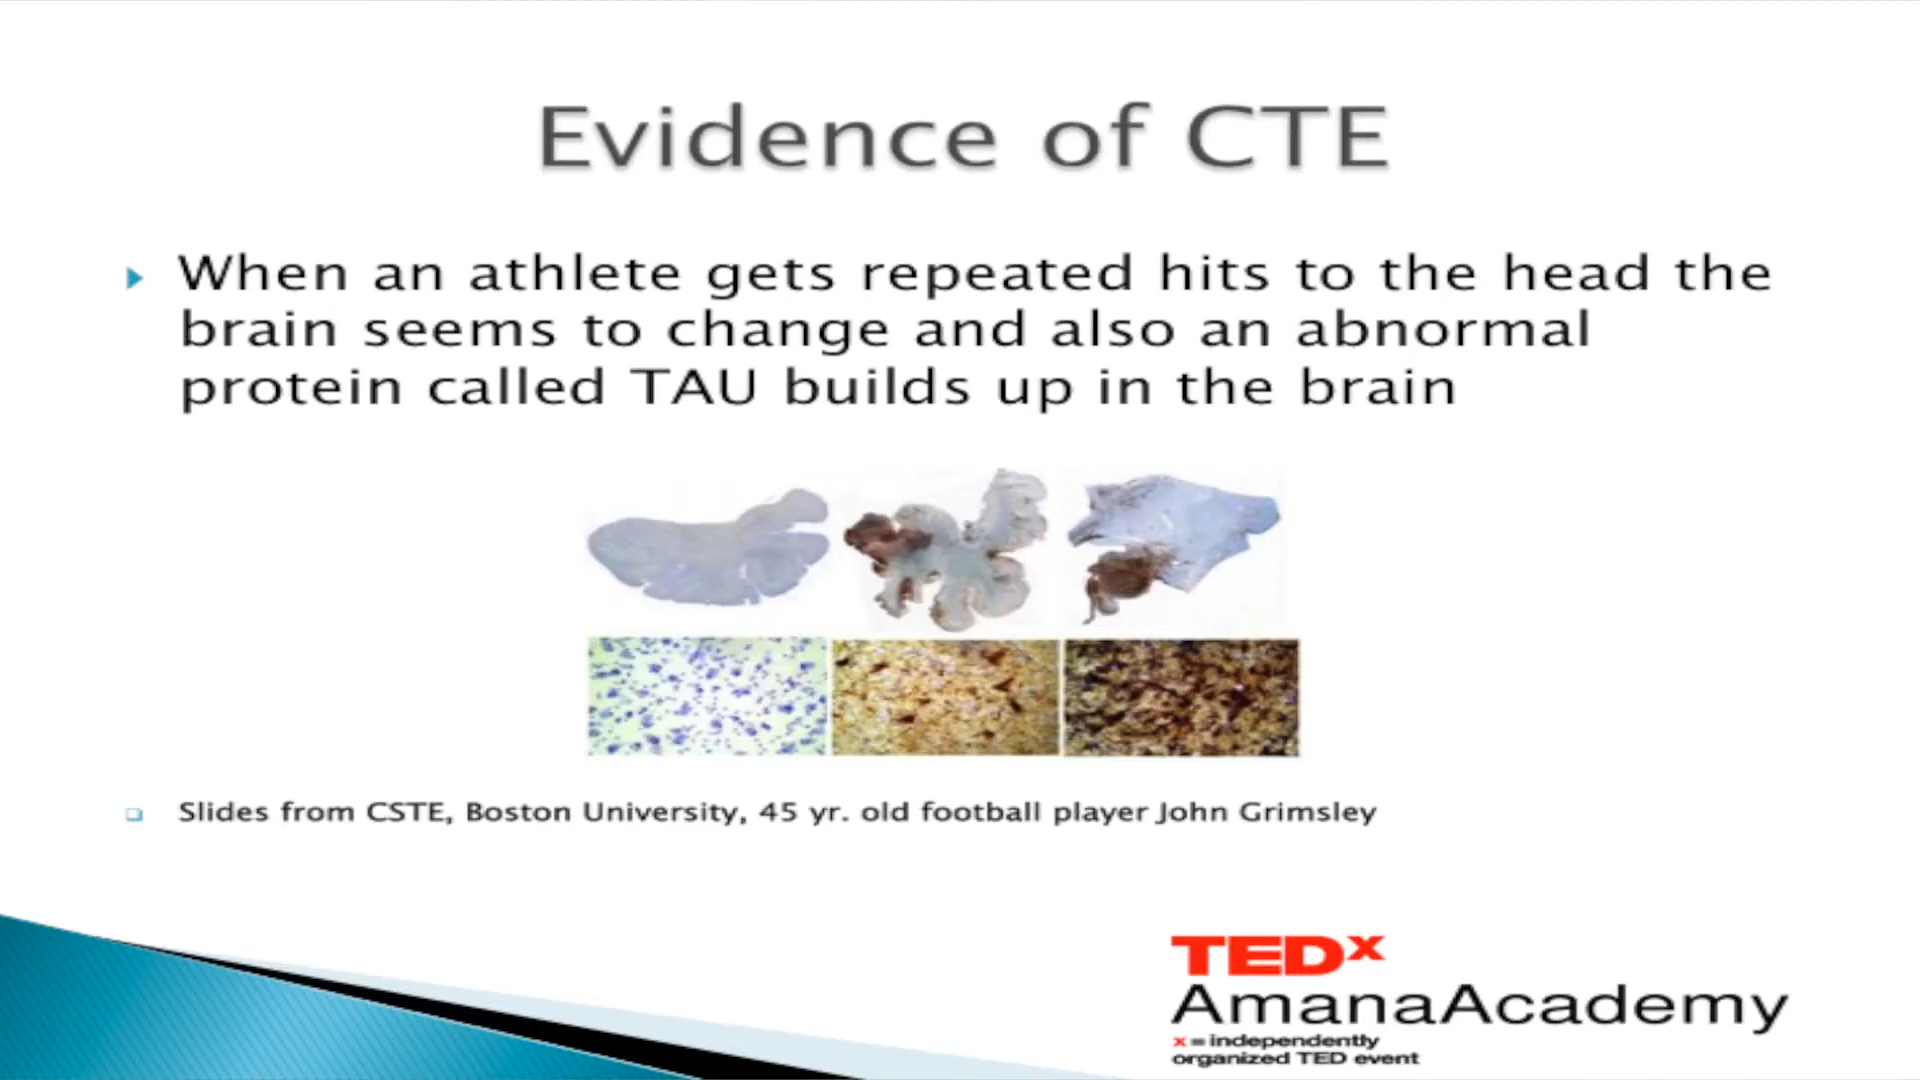 Evidence of CTE
When an athlete gets repeated hits to the head the
brain seems to change and also an abnormal
protein called TAU builds up in the brain
Slides from CSTE, Boston University, 45 yr. old football player John Grimsley
TEDx
AmanaAcademy
x = independently
organized TED event